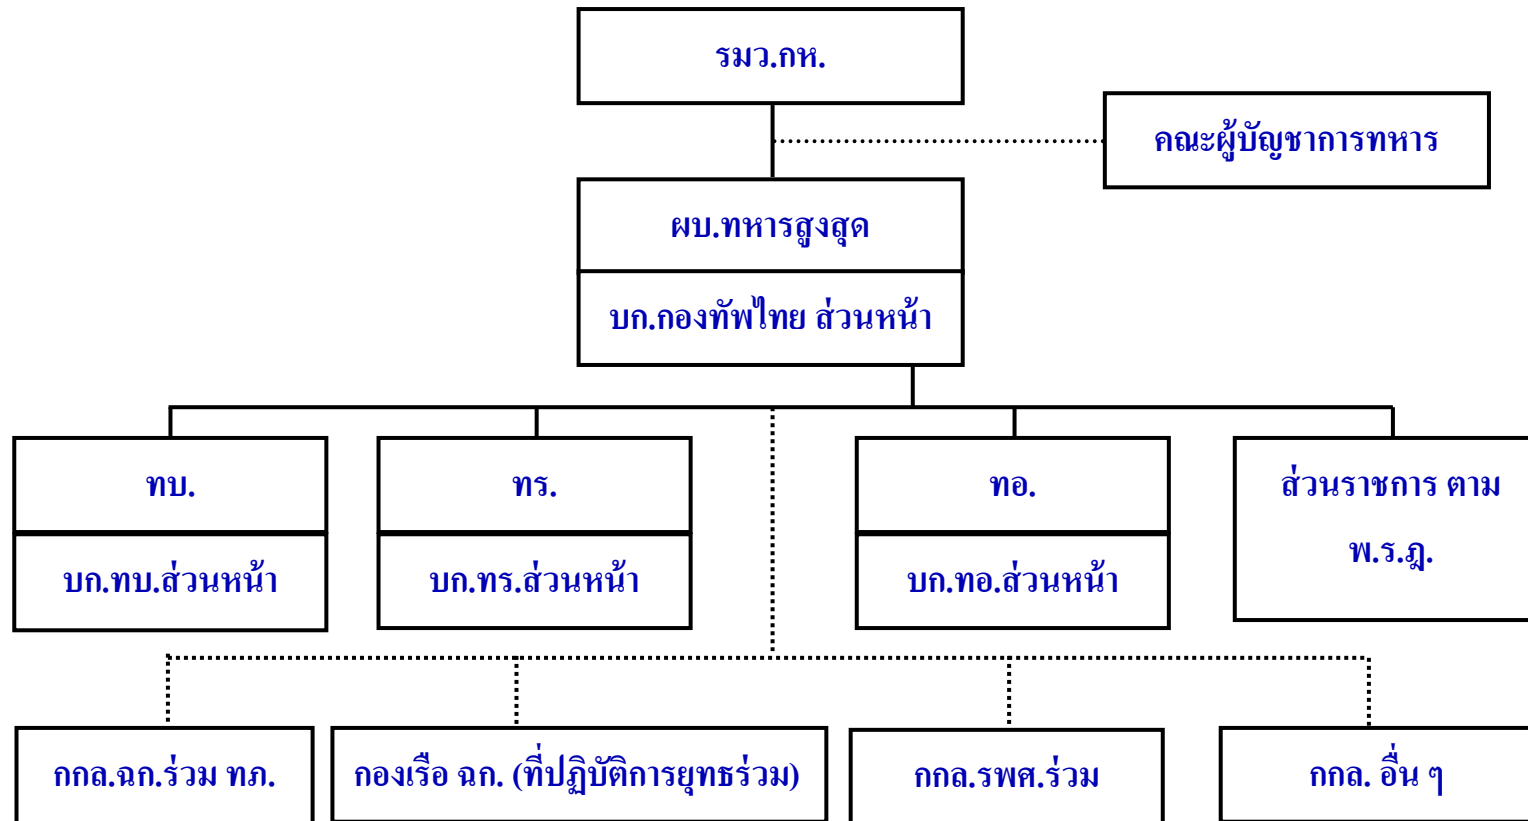 รมว.กห.
คณะผู้บัญชาการทหาร
ผบ.ทหารสูงสุด
บก.กองทัพไทย ส่วนหน้า
ทบ.
บก.ทบ.ส่วนหน้า
ทร.
บก.ทร.ส่วนหน้า
ทอ.
บก.ทอ.ส่วนหน้า
ส่วนราชการ ตาม
พ.ร.ฎ.
กกล.ฉก.ร่วม ทภ.
กองเรือ ฉก. (ที่ปฏิบัติการยุทธร่วม)
กกล.รพศ.ร่วม
กกล. อื่น ๆ